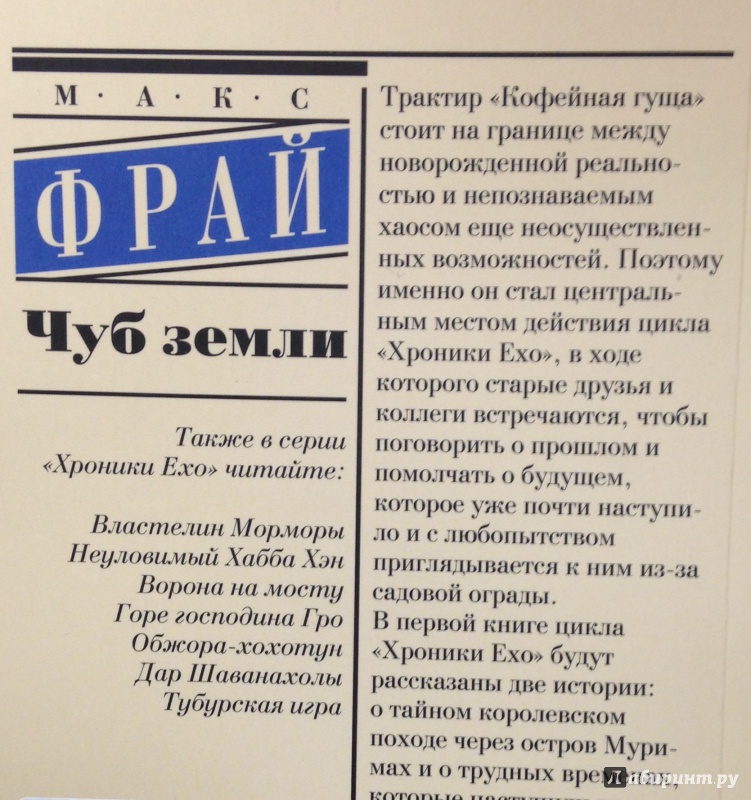 М·А·К·С
ФРАЙ
Чуб земли
Также в серии
«Хроники Ехо» читайте:
Властелин Морморы
Неуловимый Хабба Хэн
Ворона на мосту
Горе господина Гро
Обжора-хохотун
Дар Шаванахолы
Тубурская игра
Трактир «Кофейная гуща»
стоит на границе между
новорожденной реально-
стью и непознаваемым
хаосом еще неосуществлен-
ных возможностей. Поэтому
именно он стал централь-
ным местом действия цикла
«Хроники Ехо», в ходе
которого старые друзья и
коллеги встречаются, чтобы
поговорить о прошлом и
помолчать о будущем,
которое уже почти наступи-
ло и с любопытством
приглядывается к ним из-за
садовой ограды.
В первой книге цикла
«Хроники Ехо» будут
рассказаны две истории:
о тайном королевском
походе через остров Мури-
мах и о трудных временах,
которые
Лабиринт.ру